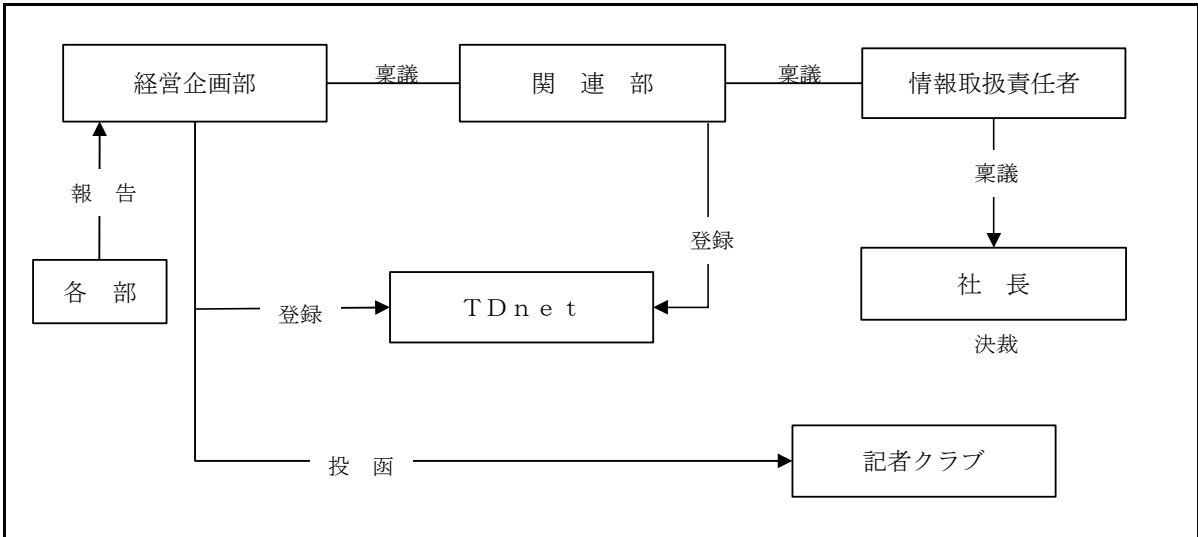 経営企画部
稟議
関 連 部
稟議
情報取扱責任者
報 告
稟議
登録
各 部
社 長
TDnet
登録
決裁
投 函
記者クラブ